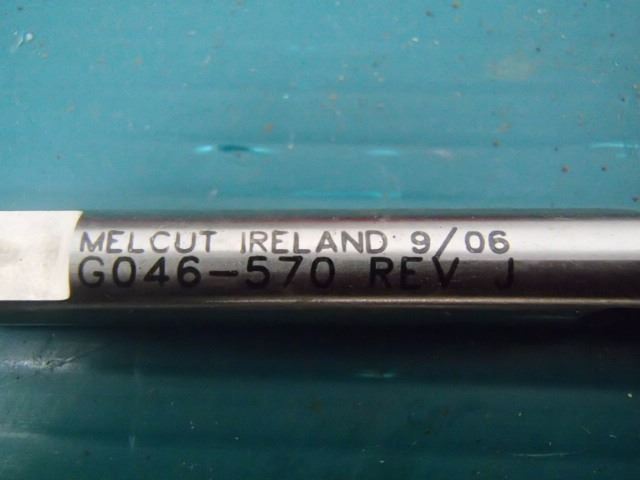 MELCUT IRELAND 9/06
G046-570 REV J